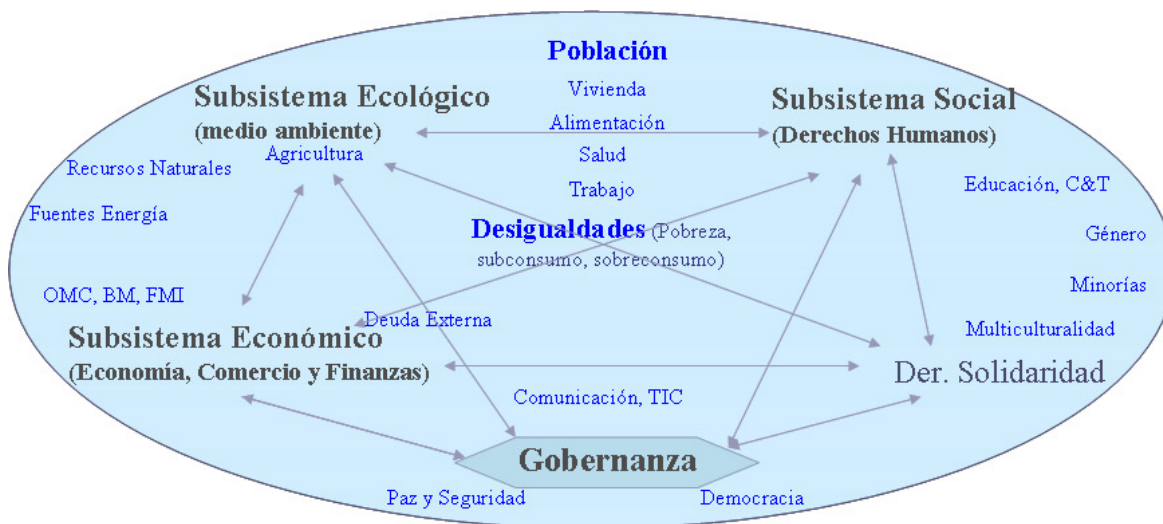 Población
Vivienda
Subsistema Ecológico
(medio ambiente)
Subsistema Social
(Derechos Humanos)
Alimentación
Agricultura
Salud
Recursos Naturales
Trabajo
Educación, C&T
Fuentes Energía
Desigualdades (Pobreza,
subconsumo, sobreconsumo)
Género
OMC, BM, FMI
Minorías
Deuda Externa
Subsistema Económico
(Economía, Comercio y Finanzas)
Multiculturalidad
Der. Solidaridad
Comunicación, TIC
Gobernanza
Paz y Seguridad
Democracia